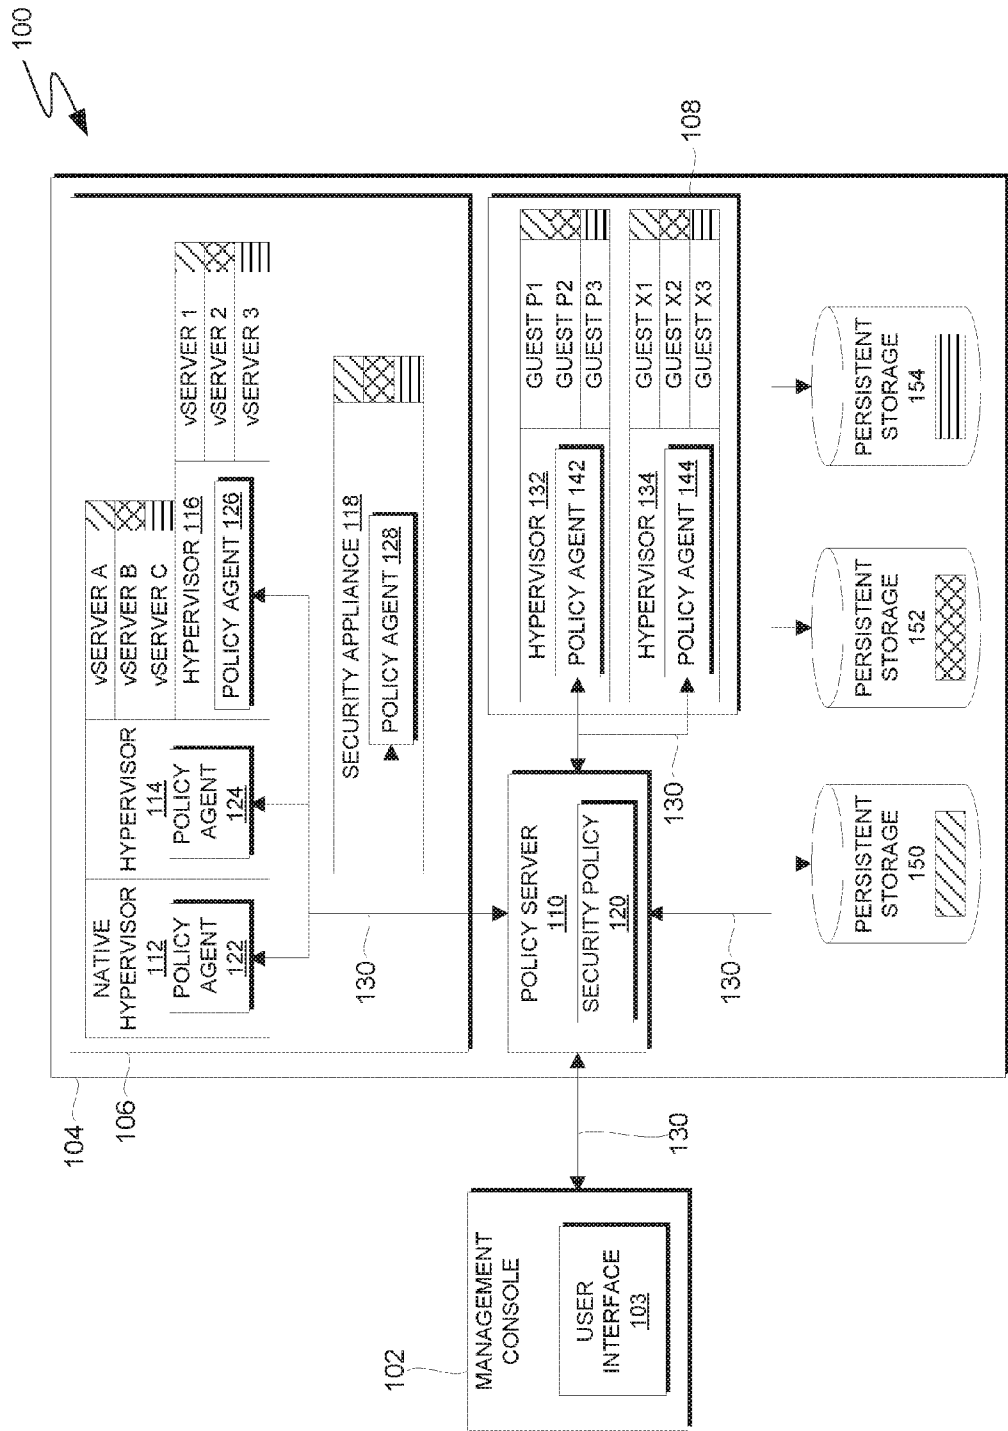 100
104
106
NATIVE
HYPERVISOR
112
POLICY
AGENT
122
HYPERVISOR
114
POLICY
AGENT
124
vSERVER A
vSERVER B
vSERVER C
HYPERVISOR 116
POLICY AGENT 126
vSERVER 1
vSERVER 2
vSERVER 3
SECURITY APPLIANCE 118
POLICY AGENT 128
130
102
MANAGEMENT
CONSOLE
USER
INTERFACE
103
130
POLICY SERVER
110
SECURITY POLICY
120
130
130
108
HYPERVISOR 132
POLICY AGENT 142
GUEST P1
GUEST P2
GUEST P3
HYPERVISOR 134
POLICY AGENT 144
GUEST X1
GUEST X2
GUEST X3
PERSISTENT
STORAGE
150
PERSISTENT
STORAGE
152
PERSISTENT
STORAGE
154